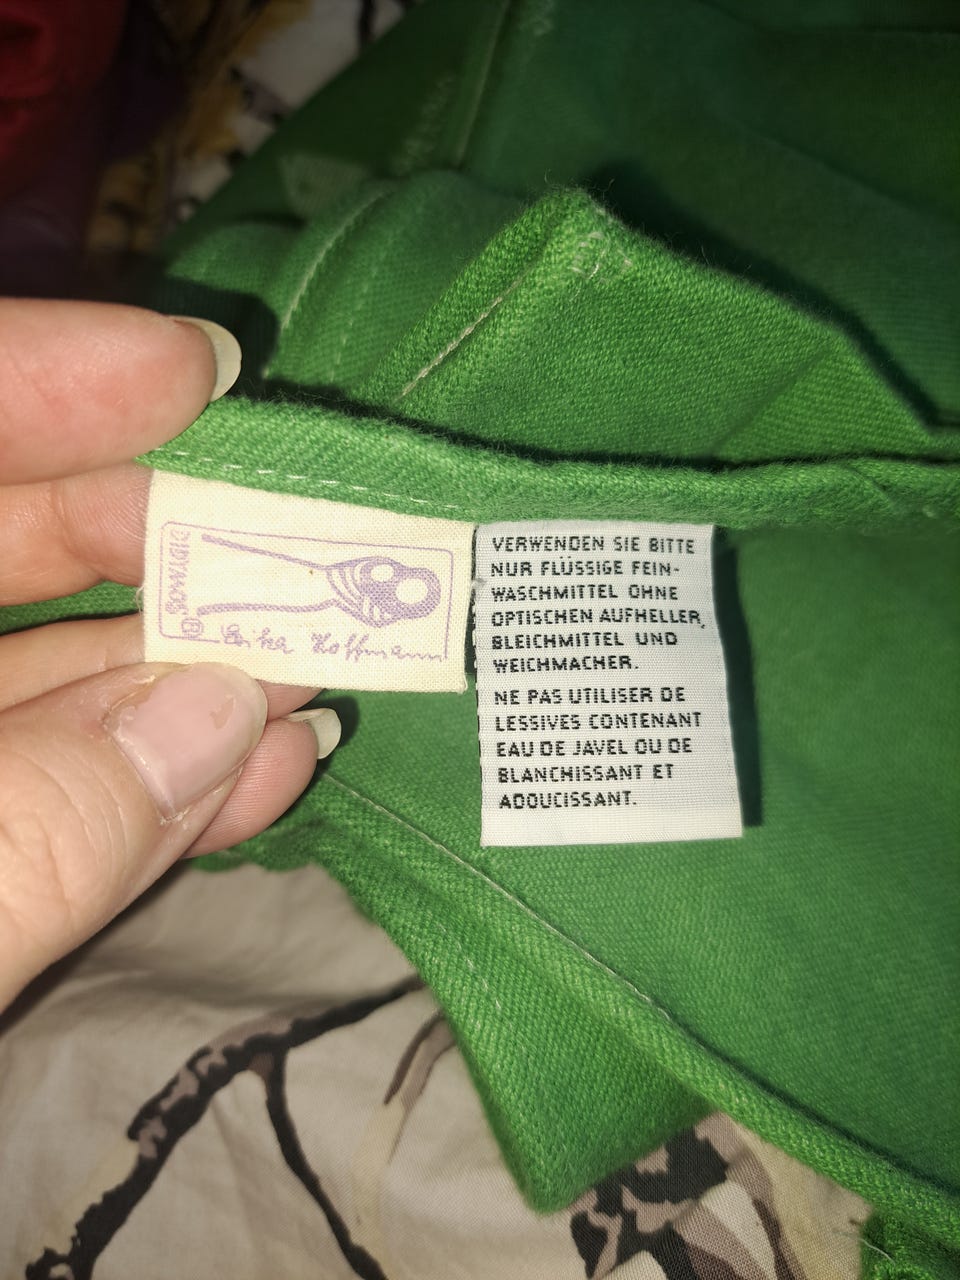 DIDYMOS®
Erika Hoffmann
VERWENDEN SIE BITTE
NUR FLÜSSIGE FEIN-
WASCHMITTEL OHNE
OPTISCHEN AUFHELLER,
BLEICHMITTEL UND
WEICHMACHER.
NE PAS UTILISER DE
LESSIVES CONTENANT
EAU DE JAVEL OU DE
BLANCHISSANT ET
ADOUCISSANT.